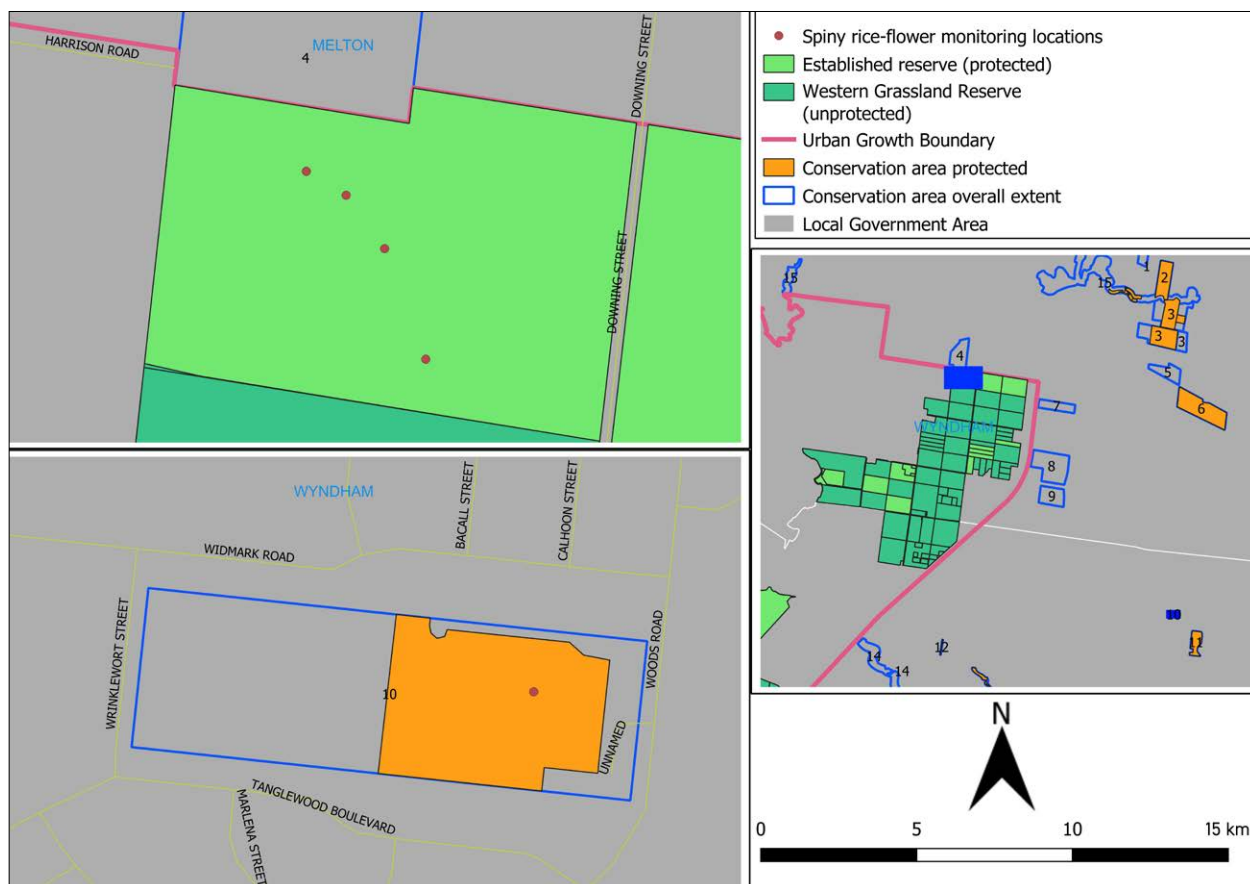 HARRISON ROAD
MELTON
4
DOWNING STREET
DOWNING STREET
WYNDHAM
WIDMARK ROAD
BACALL STREET
CALHOON STREET
WRINKLEWORT STREET
10
WOODS ROAD
UNNAMED
TANGLEWOOD BOULEVARD
MARLENA STREET
Spiny rice-flower monitoring locations
Established reserve (protected)
Western Grassland Reserve
(unprotected)
Urban Growth Boundary
Conservation area protected
Conservation area overall extent
Local Government Area
15
15
1
2
3
3
3
4
5
6
7
WYNDHAM
8
9
10
11
12
14
14
N
0 5 10 15 km